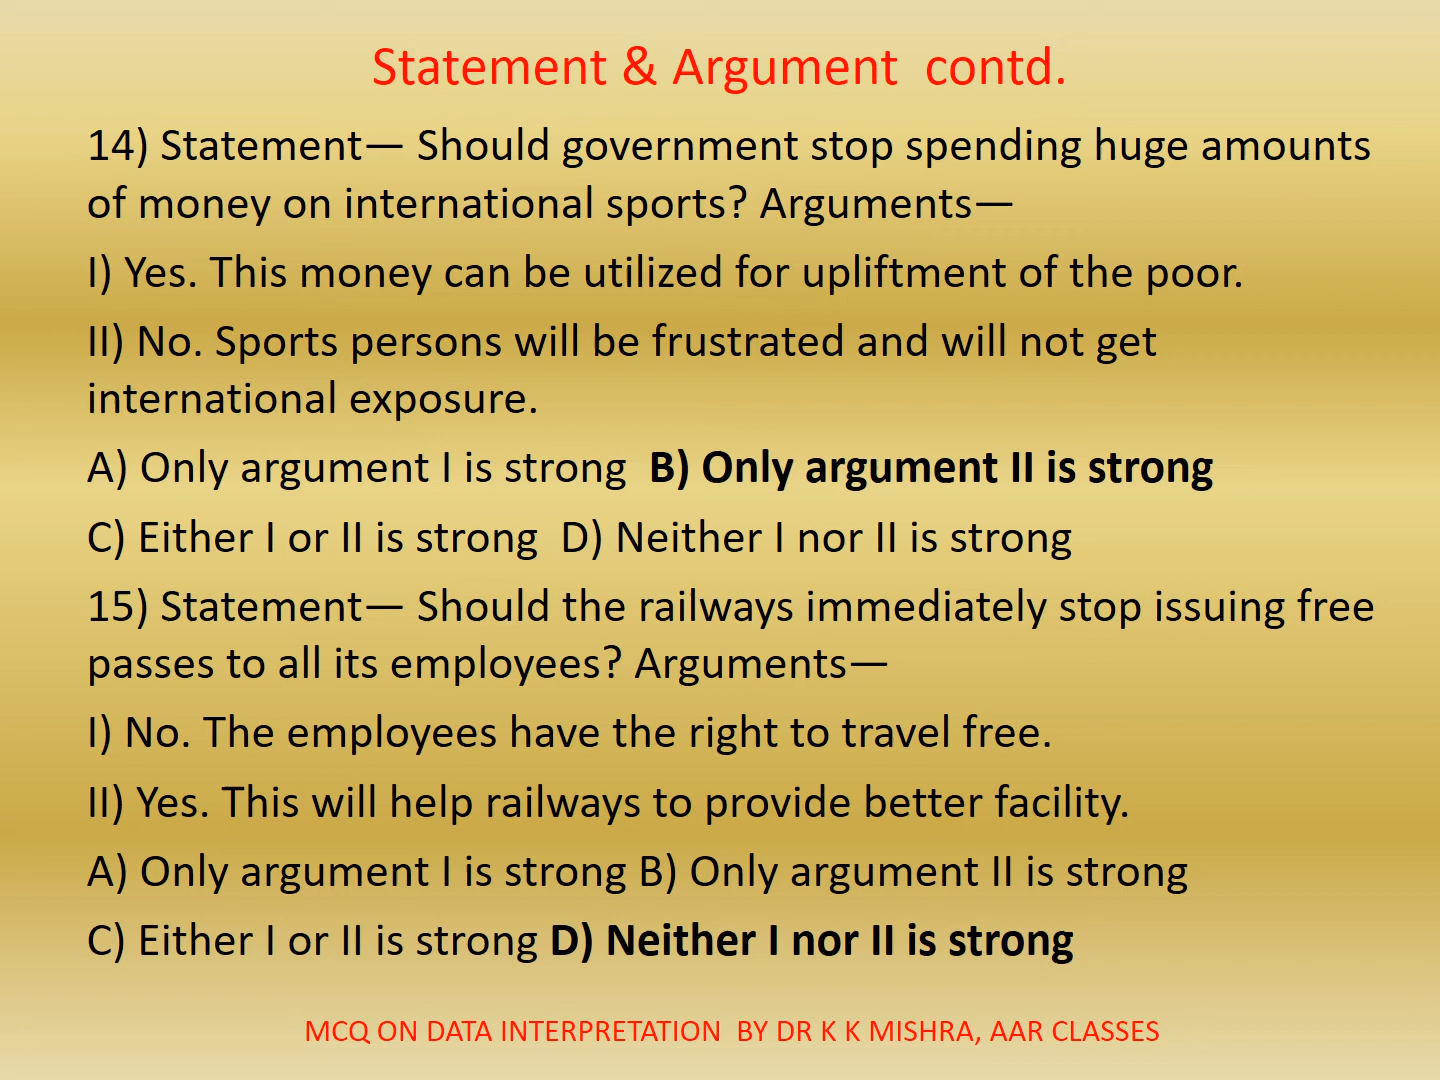 Statement & Argument contd.
14) Statement— Should government stop spending huge amounts
of money on international sports? Arguments—
I) Yes. This money can be utilized for upliftment of the poor.
II) No. Sports persons will be frustrated and will not get
international exposure.
A) Only argument I is strong B) Only argument II is strong
C) Either I or II is strong D) Neither I nor II is strong
15) Statement— Should the railways immediately stop issuing free
passes to all its employees? Arguments—
I) No. The employees have the right to travel free.
II) Yes. This will help railways to provide better facility.
A) Only argument I is strong B) Only argument II is strong
C) Either I or II is strong D) Neither I nor II is strong
MCQ ON DATA INTERPRETATION BY DR K K MISHRA, AAR CLASSES